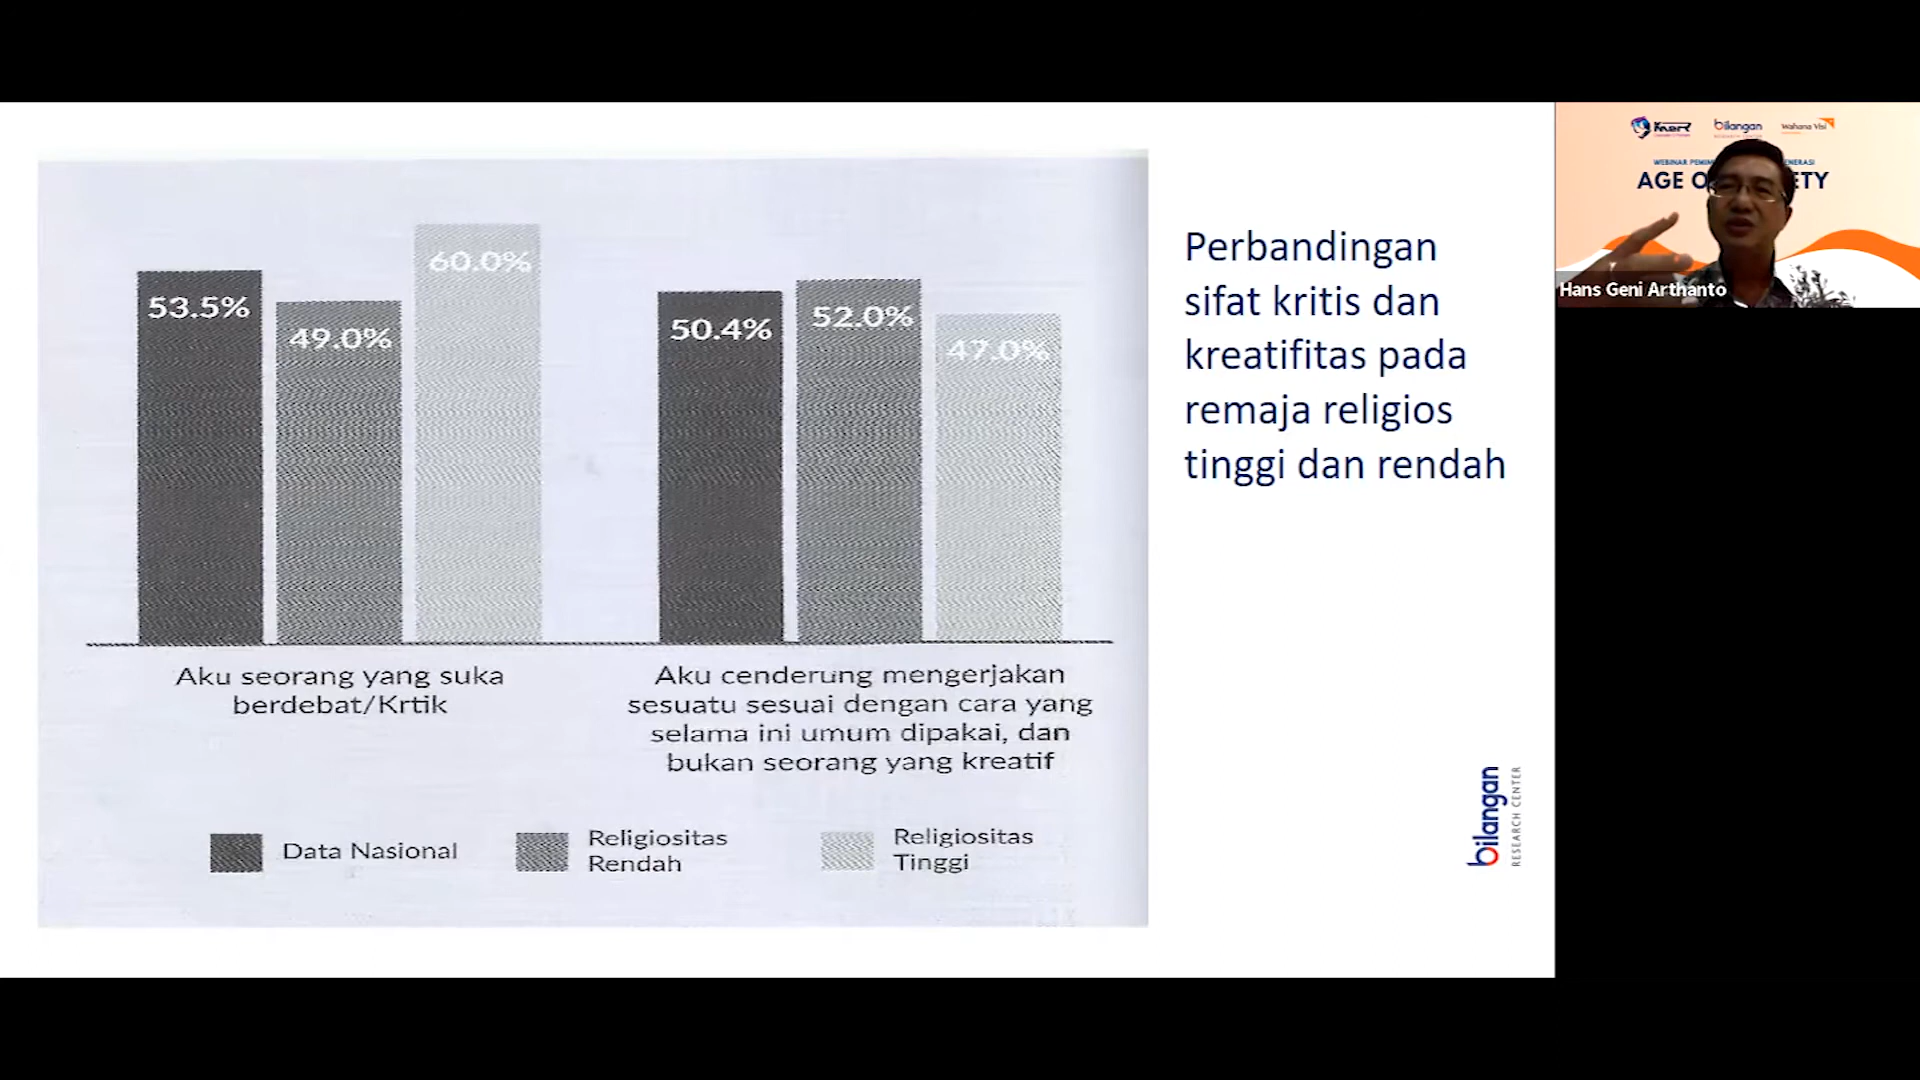 53.5%
49.0%
60.0%
50.4%
52.0%
47.0%
Aku seorang yang suka
berdebat/Krtik
Aku cenderung mengerjakan
sesuatu sesuai dengan cara yang
selama ini umum dipakai, dan
bukan seorang yang kreatif
Data Nasional
Religiositas
Rendah
Religiositas
Tinggi
Perbandingan
sifat kritis dan
kreatifitas pada
remaja religios
tinggi dan rendah
bilangan
RESEARCH CENTER
bilangan
Wahana Visi
WEBINAR
AGE
Hans Geni Arthanto